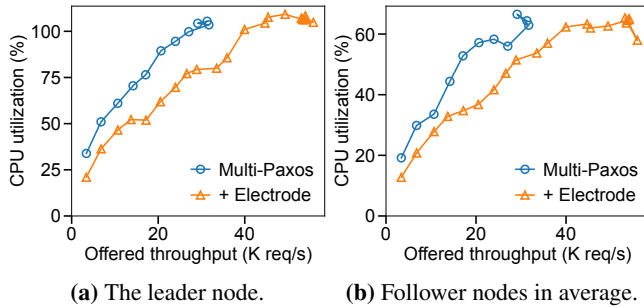 CPU utilization (%)
100
75
50
25
0
Multi-Paxos
+ Electrode
0 20 40
Offered throughput (K req/s)
(a) The leader node.
CPU utilization (%)
60
40
20
0
Multi-Paxos
+ Electrode
0 20 40
Offered throughput (K req/s)
(b) Follower nodes in average.